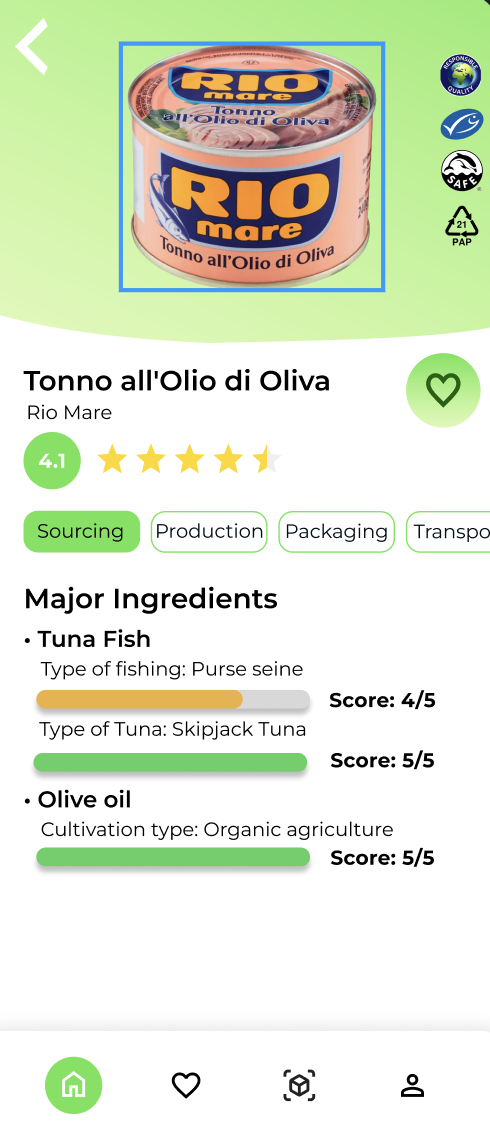 RIO
mare
Tonno
all'Olio di Oliva
RIO
mare
Tonno all'Olio di Oliva
RESPONSIBLE
QUALITY
SAFE
21
PAP
Tonno all'Olio di Oliva
Rio Mare
4.1
Sourcing Production Packaging Transpo
Major Ingredients
• Tuna Fish
Type of fishing: Purse seine
Score: 4/5
Type of Tuna: Skipjack Tuna
Score: 5/5
• Olive oil
Cultivation type: Organic agriculture
Score: 5/5